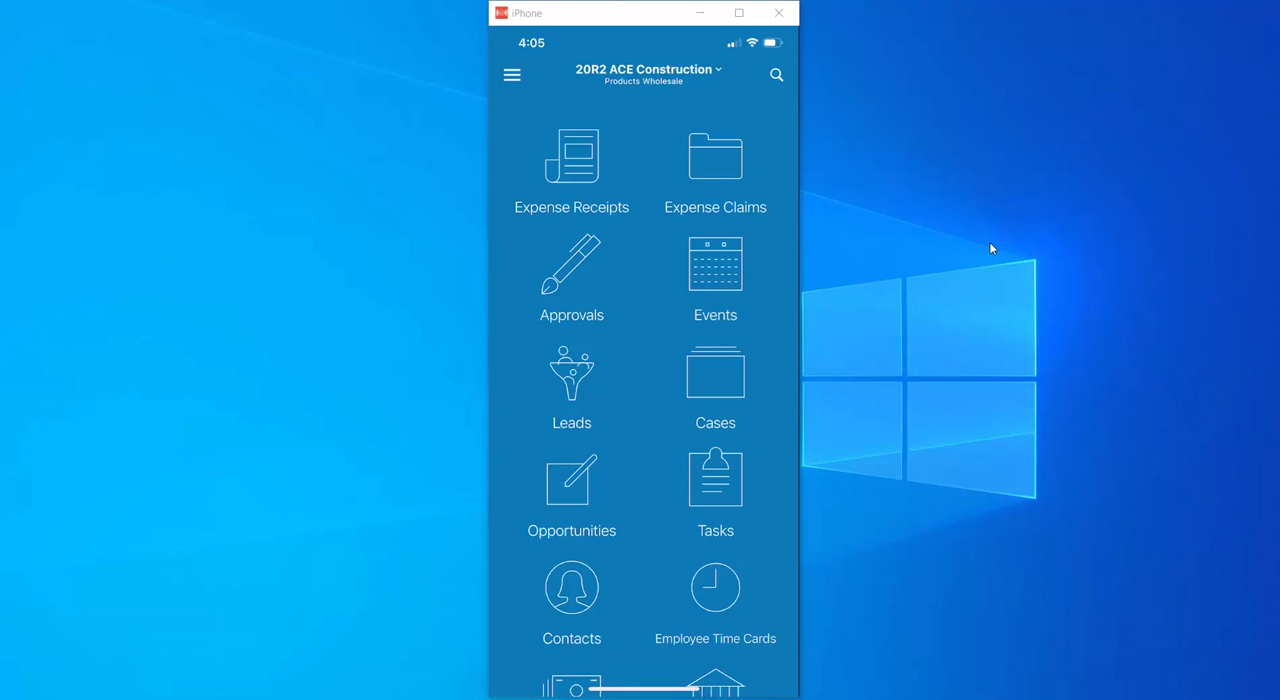 iPhone
4:05
20R2 ACE Construction
Products Wholesale
Expense Receipts
Expense Claims
Approvals
Events
Leads
Cases
Opportunities
Tasks
Contacts
Employee Time Cards